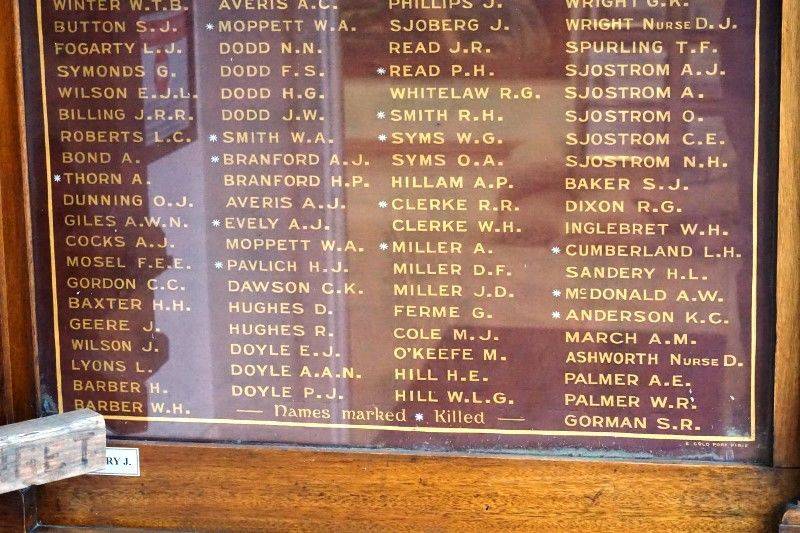 WINTER W.T.B.
BUTTON S.J.
FOGARTY L.J.
SYMONDS G.
WILSON E.J.L.
BILLING J.R.R.
ROBERTS L.C.
BOND A.
* THORN A.
DUNNING O.J.
GILES A.W.N.
COCKS A.J.
MOSEL F.E.E.
GORDON C.C.
BAXTER H.H.
GEERE J.
WILSON J.
LYONS L.
BARBER H.
BARBER W.H.
AVERIS A.C.
* MOPPETT W.A.
DODD N.N.
DODD F.S.
DODD H.G.
DODD J.W.
* SMITH W.A.
* BRANFORD A.J.
BRANFORD H.P.
AVERIS A.J.
* EVELY A.J.
MOPPETT W.A.
* PAVLICH H.J.
DAWSON C.K.
HUGHES D.
HUGHES R.
DOYLE E.J.
DOYLE A.A.N.
DOYLE P.J.
PHILLIPS J.
SJOBERG J.
READ J.R.
* READ P.H.
WHITELAW R.G.
* SMITH R.H.
* SYMS W.G.
SYMS O.A.
HILLAM A.P.
* CLERKE R.R.
CLERKE W.H.
* MILLER A.
MILLER D.F.
MILLER J.D.
FERME G.
COLE M.J.
O'KEEFE M.
HILL H.E.
HILL W.L.G.
WRIGHT G.R.
WRIGHT NURSE D.J.
SPURLING T.F.
SJOSTROM A.J.
SJOSTROM A.
SJOSTROM O.
SJOSTROM C.E.
SJOSTROM N.H.
BAKER S.J.
DIXON R.G.
INGLEBRET W.H.
* CUMBERLAND L.H.
SANDERY H.L.
* McDONALD A.W.
* ANDERSON K.C.
MARCH A.M.
ASHWORTH NURSE D.
PALMER A.E.
PALMER W.R.
GORMAN S.R.
— Names marked * Killed —
RY J.